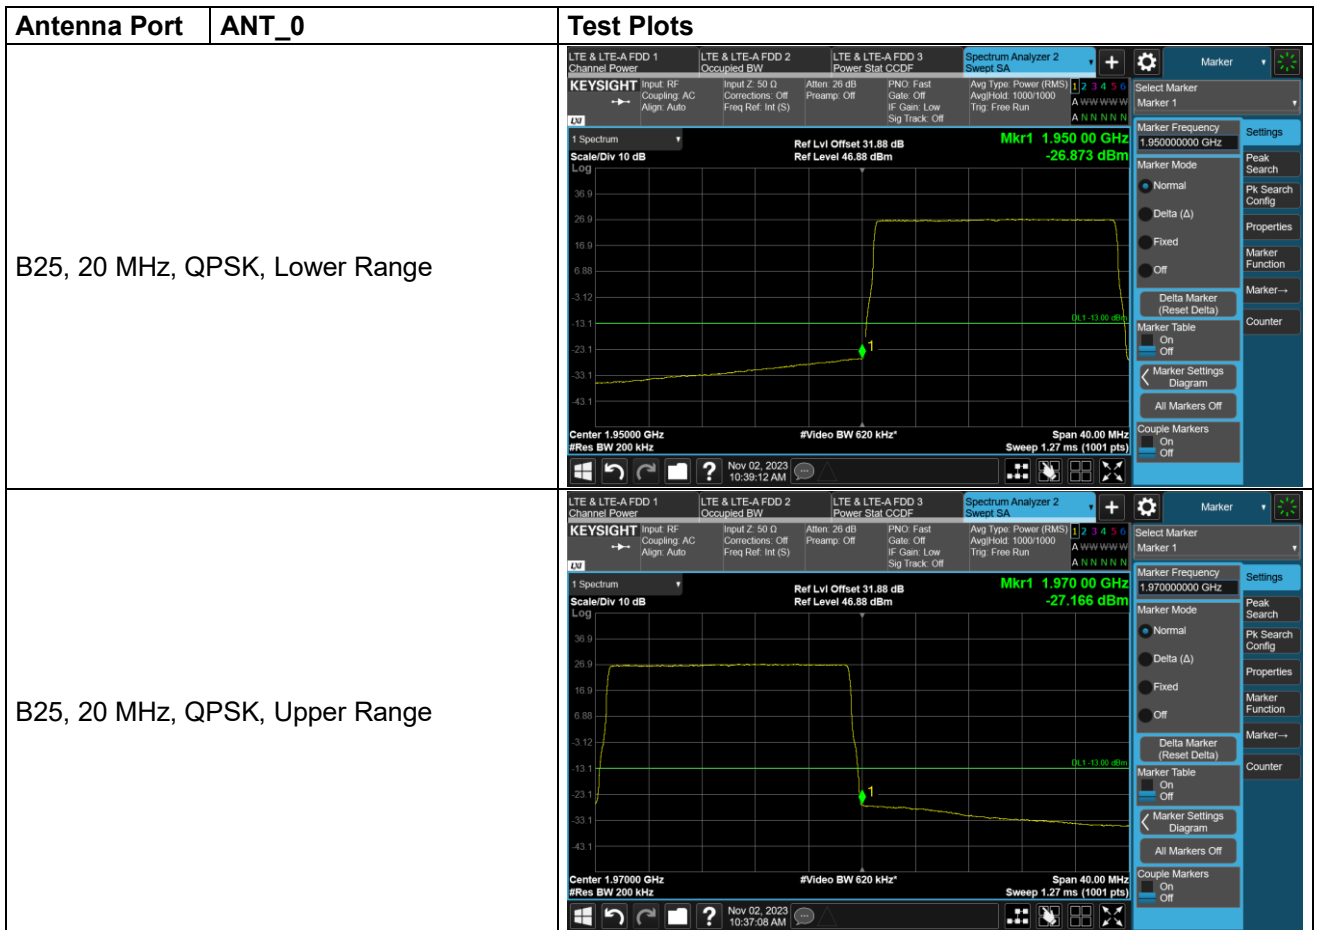 Antenna Port ANT_0 Test Plots
B25, 20 MHz, QPSK, Lower Range
LTE & LTE-A FDD 1 LTE & LTE-A FDD 2 LTE & LTE-A FDD 3 Spectrum Analyzer 2 Marker
Channel Power Occupied BW Power Stat CCDF Swept SA
KEYSIGHT Input: RF Input Z: 50 Ω Atten: 26 dB PNO: Fast Avg Type: Power (RMS) 1 2 3 4 5 6 Select Marker
Coupling: AC Corrections: Off Preamp: Off Gate: Off Avg|Hold: 1000/1000 A W W W W W Marker 1
Align: Auto Freq Ref: Int (S) IF Gain: Low Trig: Free Run
LXI Sig Track: Off A N N N N N
1 Spectrum Ref Lvl Offset 31.88 dB Mkr1 1.950 00 GHz
Scale/Div 10 dB Ref Level 46.88 dBm -26.873 dBm
Log
36.9
26.9
16.9
6.88
-3.12
-13.1
-23.1
-33.1
-43.1
DL1 -13.00 dBm
1
Center 1.95000 GHz #Video BW 620 kHz* Span 40.00 MHz
#Res BW 200 kHz Sweep 1.27 ms (1001 pts)
? Nov 02, 2023
10:39:12 AM
Marker Frequency
1.950000000 GHz
Marker Mode
Normal
Delta (Δ)
Fixed
Off
Delta Marker
(Reset Delta)
Marker Table
On
Off
Marker Settings
Diagram
All Markers Off
Couple Markers
On
Off
Settings
Peak
Search
Pk Search
Config
Properties
Marker
Function
Marker→
Counter
B25, 20 MHz, QPSK, Upper Range
LTE & LTE-A FDD 1 LTE & LTE-A FDD 2 LTE & LTE-A FDD 3 Spectrum Analyzer 2 Marker
Channel Power Occupied BW Power Stat CCDF Swept SA
KEYSIGHT Input: RF Input Z: 50 Ω Atten: 26 dB PNO: Fast Avg Type: Power (RMS) 1 2 3 4 5 6 Select Marker
Coupling: AC Corrections: Off Preamp: Off Gate: Off Avg|Hold: 1000/1000 A W W W W W Marker 1
Align: Auto Freq Ref: Int (S) IF Gain: Low Trig: Free Run
LXI Sig Track: Off A N N N N N
1 Spectrum Ref Lvl Offset 31.88 dB Mkr1 1.970 00 GHz
Scale/Div 10 dB Ref Level 46.88 dBm -27.166 dBm
Log
36.9
26.9
16.9
6.88
-3.12
-13.1
-23.1
-33.1
-43.1
DL1 -13.00 dBm
1
Center 1.97000 GHz #Video BW 620 kHz* Span 40.00 MHz
#Res BW 200 kHz Sweep 1.27 ms (1001 pts)
? Nov 02, 2023
10:37:08 AM
Marker Frequency
1.970000000 GHz
Marker Mode
Normal
Delta (Δ)
Fixed
Off
Delta Marker
(Reset Delta)
Marker Table
On
Off
Marker Settings
Diagram
All Markers Off
Couple Markers
On
Off
Settings
Peak
Search
Pk Search
Config
Properties
Marker
Function
Marker→
Counter